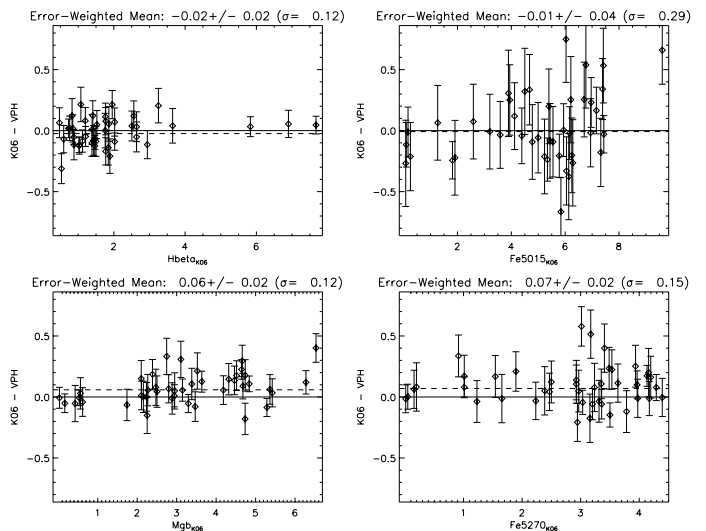 Error-Weighted Mean: -0.02+/- 0.02 (σ= 0.12)
0.5
0.0
-0.5
K06 - VPH
2 4 6
Hbeta_K06
Error-Weighted Mean: -0.01+/- 0.04 (σ= 0.29)
0.5
0.0
-0.5
K06 - VPH
2 4 6 8
Fe5015_K06
Error-Weighted Mean: 0.06+/- 0.02 (σ= 0.12)
0.5
0.0
-0.5
K06 - VPH
1 2 3 4 5 6
Mgb_K06
Error-Weighted Mean: 0.07+/- 0.02 (σ= 0.15)
0.5
0.0
-0.5
K06 - VPH
1 2 3 4
Fe5270_K06